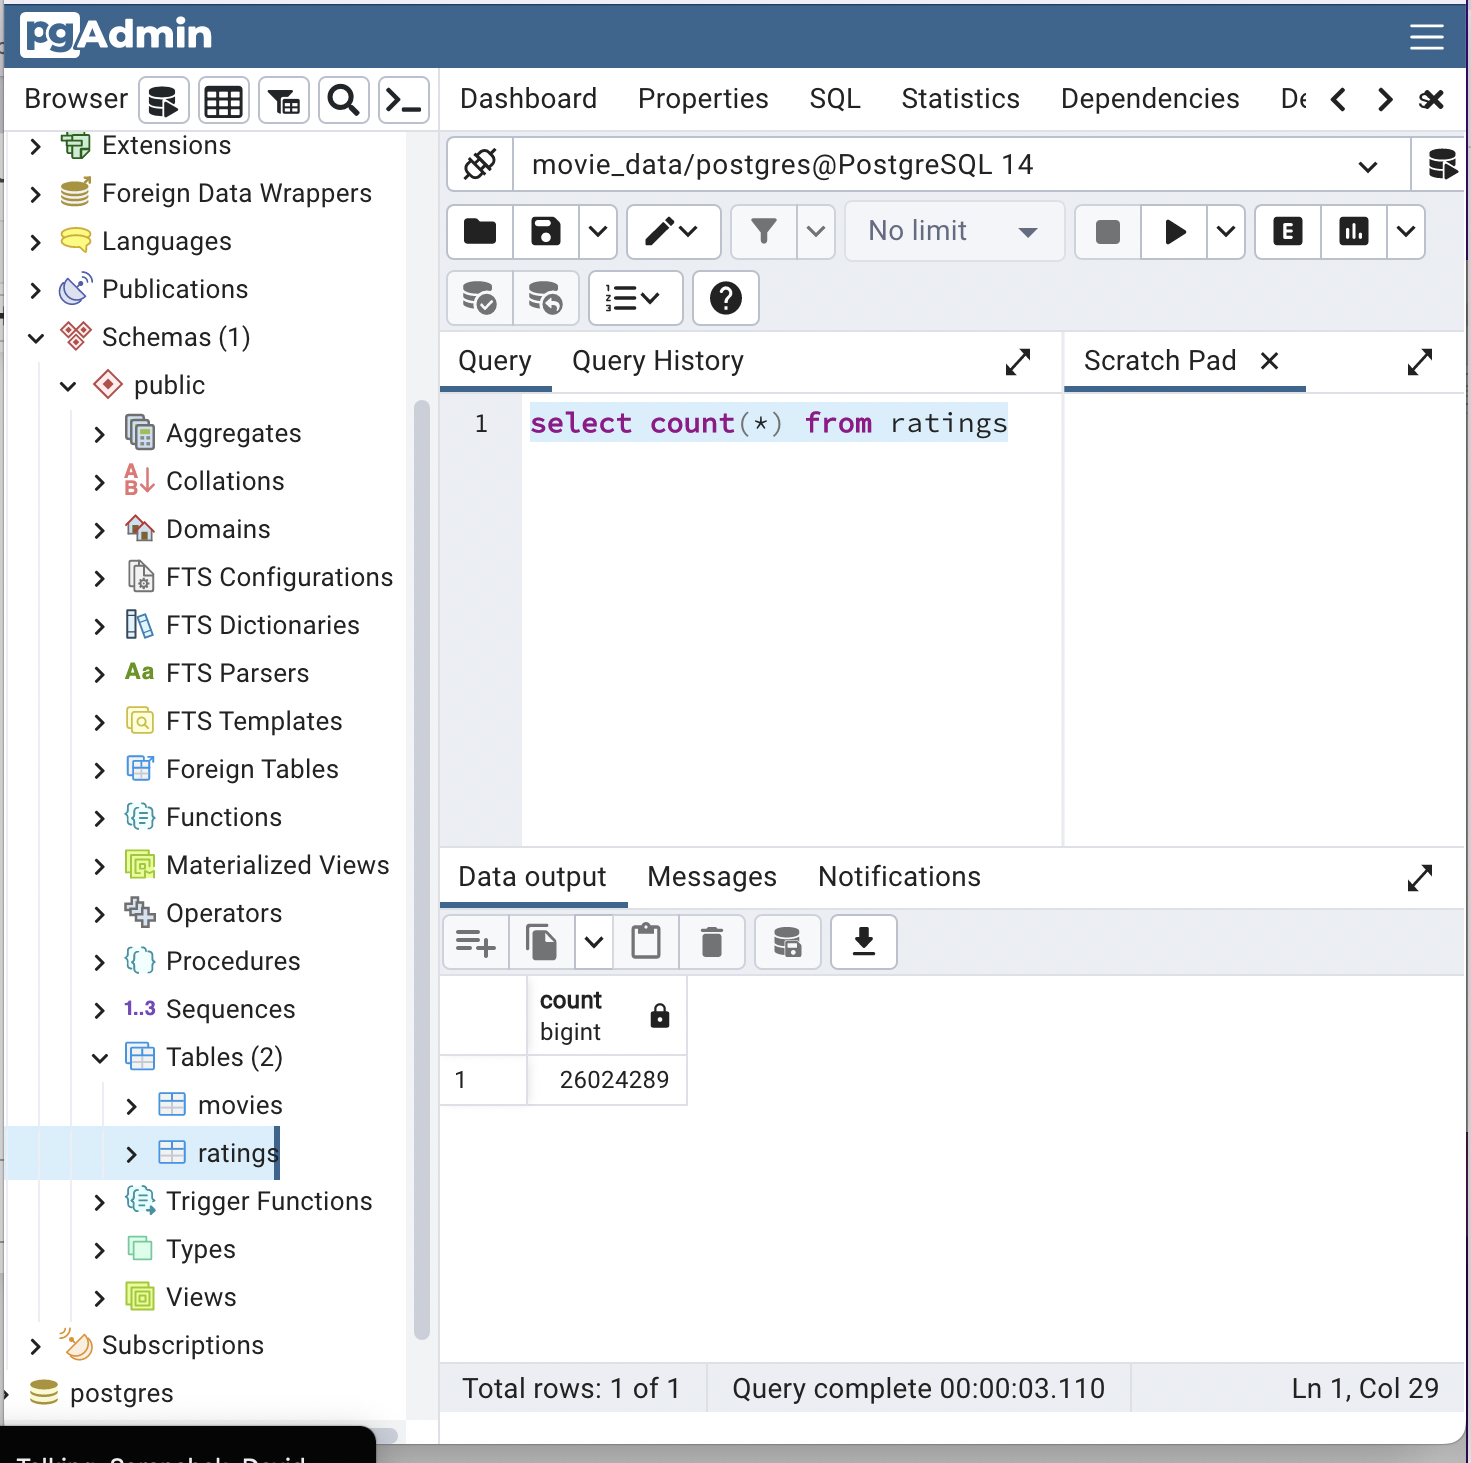 pgAdmin
Browser
Dashboard Properties SQL Statistics Dependencies De
Extensions
Foreign Data Wrappers
Languages
Publications
Schemas (1)
public
Aggregates
Collations
Domains
FTS Configurations
FTS Dictionaries
Aa FTS Parsers
FTS Templates
Foreign Tables
Functions
Materialized Views
Operators
Procedures
1..3 Sequences
Tables (2)
movies
ratings
Trigger Functions
Types
Views
Subscriptions
postgres
movie_data/postgres@PostgreSQL 14
No limit
E
Query Query History
Scratch Pad
1 select count(*) from ratings
Data output Messages Notifications
count
bigint
1 26024289
Total rows: 1 of 1 Query complete 00:00:03.110 Ln 1, Col 29